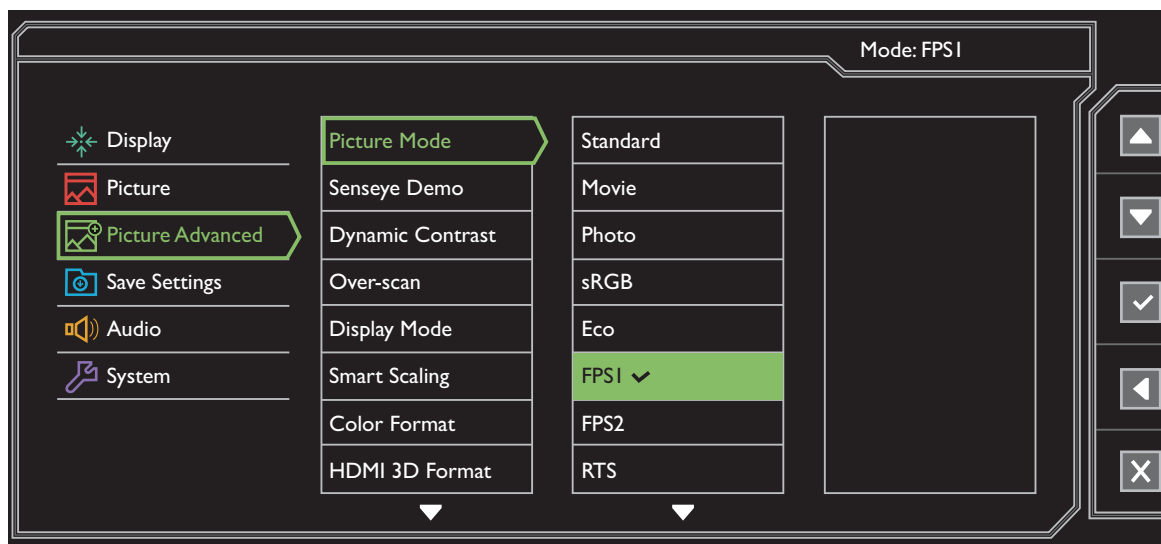 Mode: FPS1
Display
Picture
Picture Advanced
Save Settings
Audio
System
Picture Mode
Senseye Demo
Dynamic Contrast
Over-scan
Display Mode
Smart Scaling
Color Format
HDMI 3D Format
Standard
Movie
Photo
sRGB
Eco
FPS1
FPS2
RTS